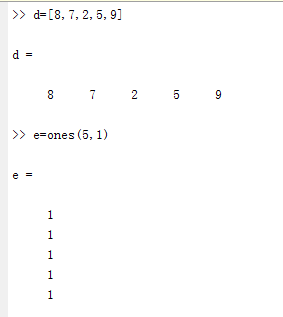 >> d=[8,7,2,5,9]
d =
8 7 2 5 9
>> e=ones(5,1)
e =
1
1
1
1
1